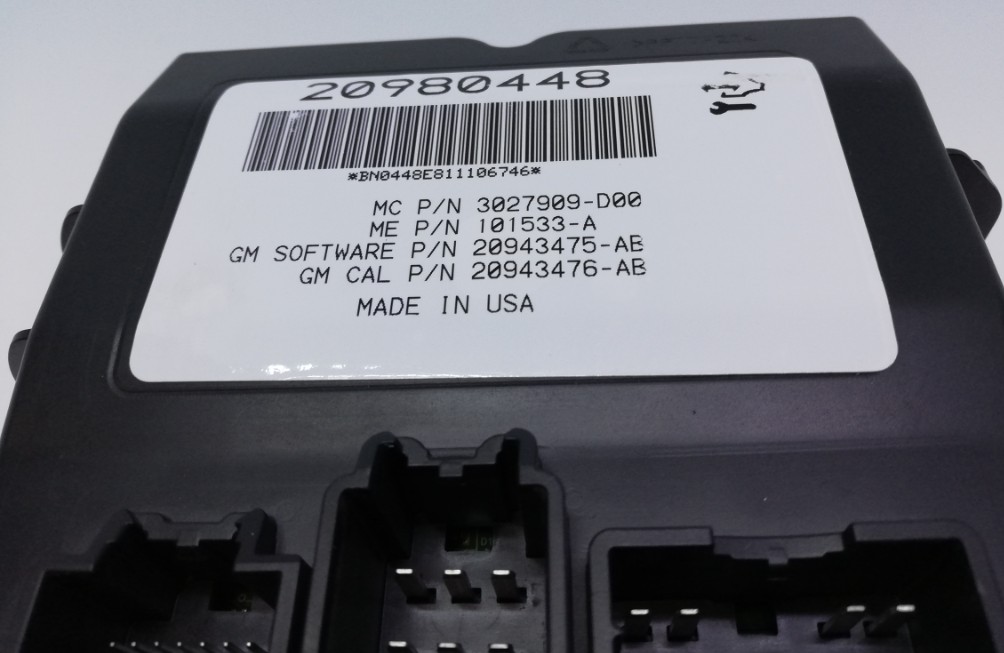 20980448
*BN0448E811106746*
MC P/N 3027909-D00
ME P/N 101533-A
GM SOFTWARE P/N 20943475-AB
GM CAL P/N 20943476-AB
MADE IN USA